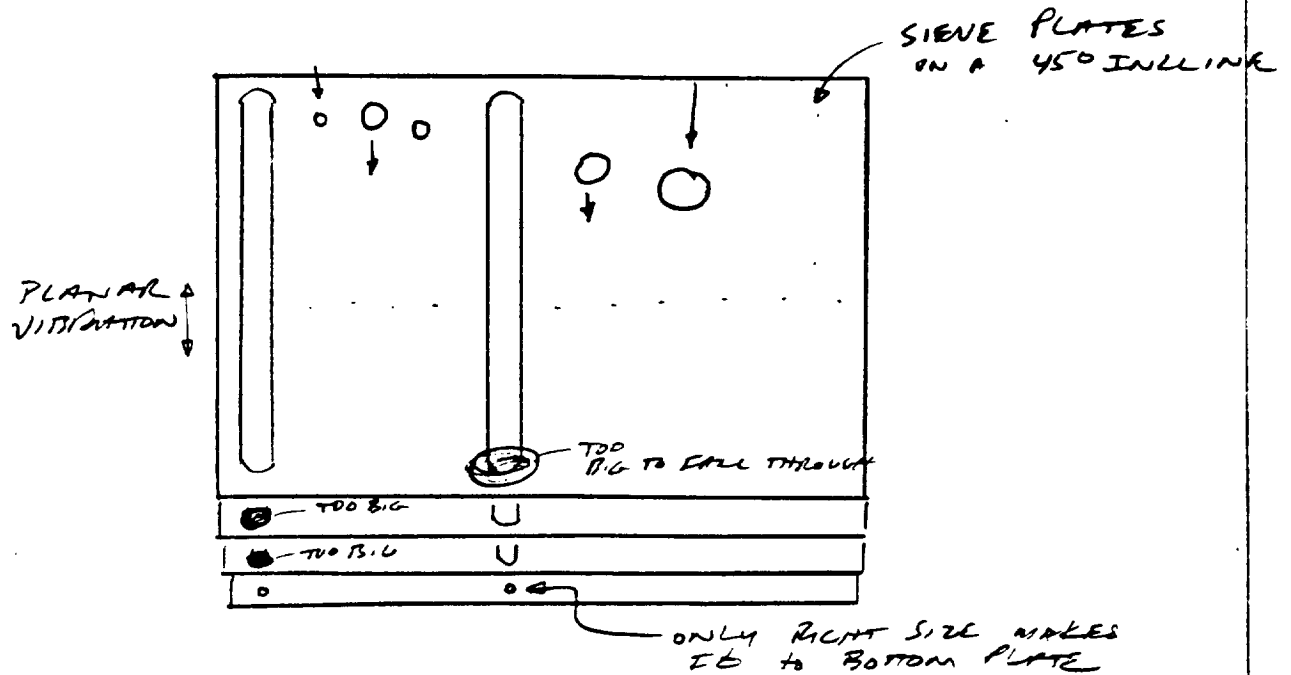 SIEVE PLATES
ON A 45° INCLINE
PLANAR
VIBRATION
TOO
BIG TO FALL THROUGH
TOO BIG
TOO BIG
ONLY RIGHT SIZE MAKES
IT to BOTTOM PLATE